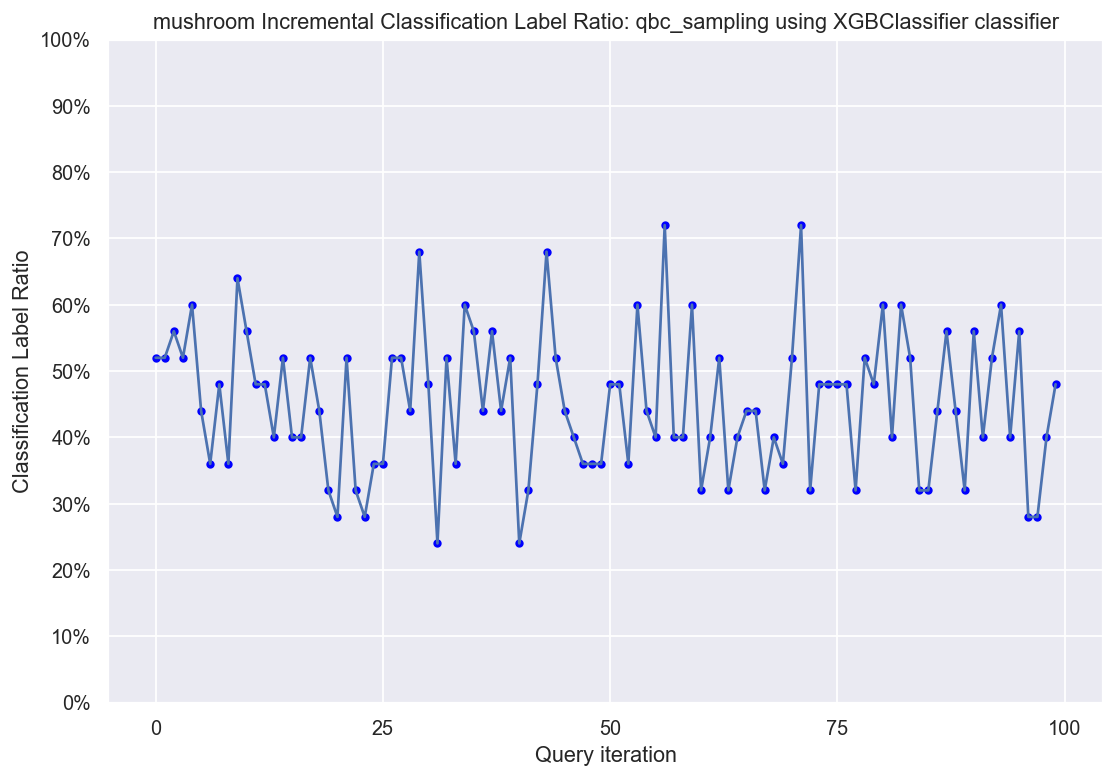 mushroom Incremental Classification Label Ratio: qbc_sampling using XGBClassifier classifier
100%
90%
80%
70%
60%
50%
40%
30%
20%
10%
0%
Classification Label Ratio
0 25 50 75 100
Query iteration